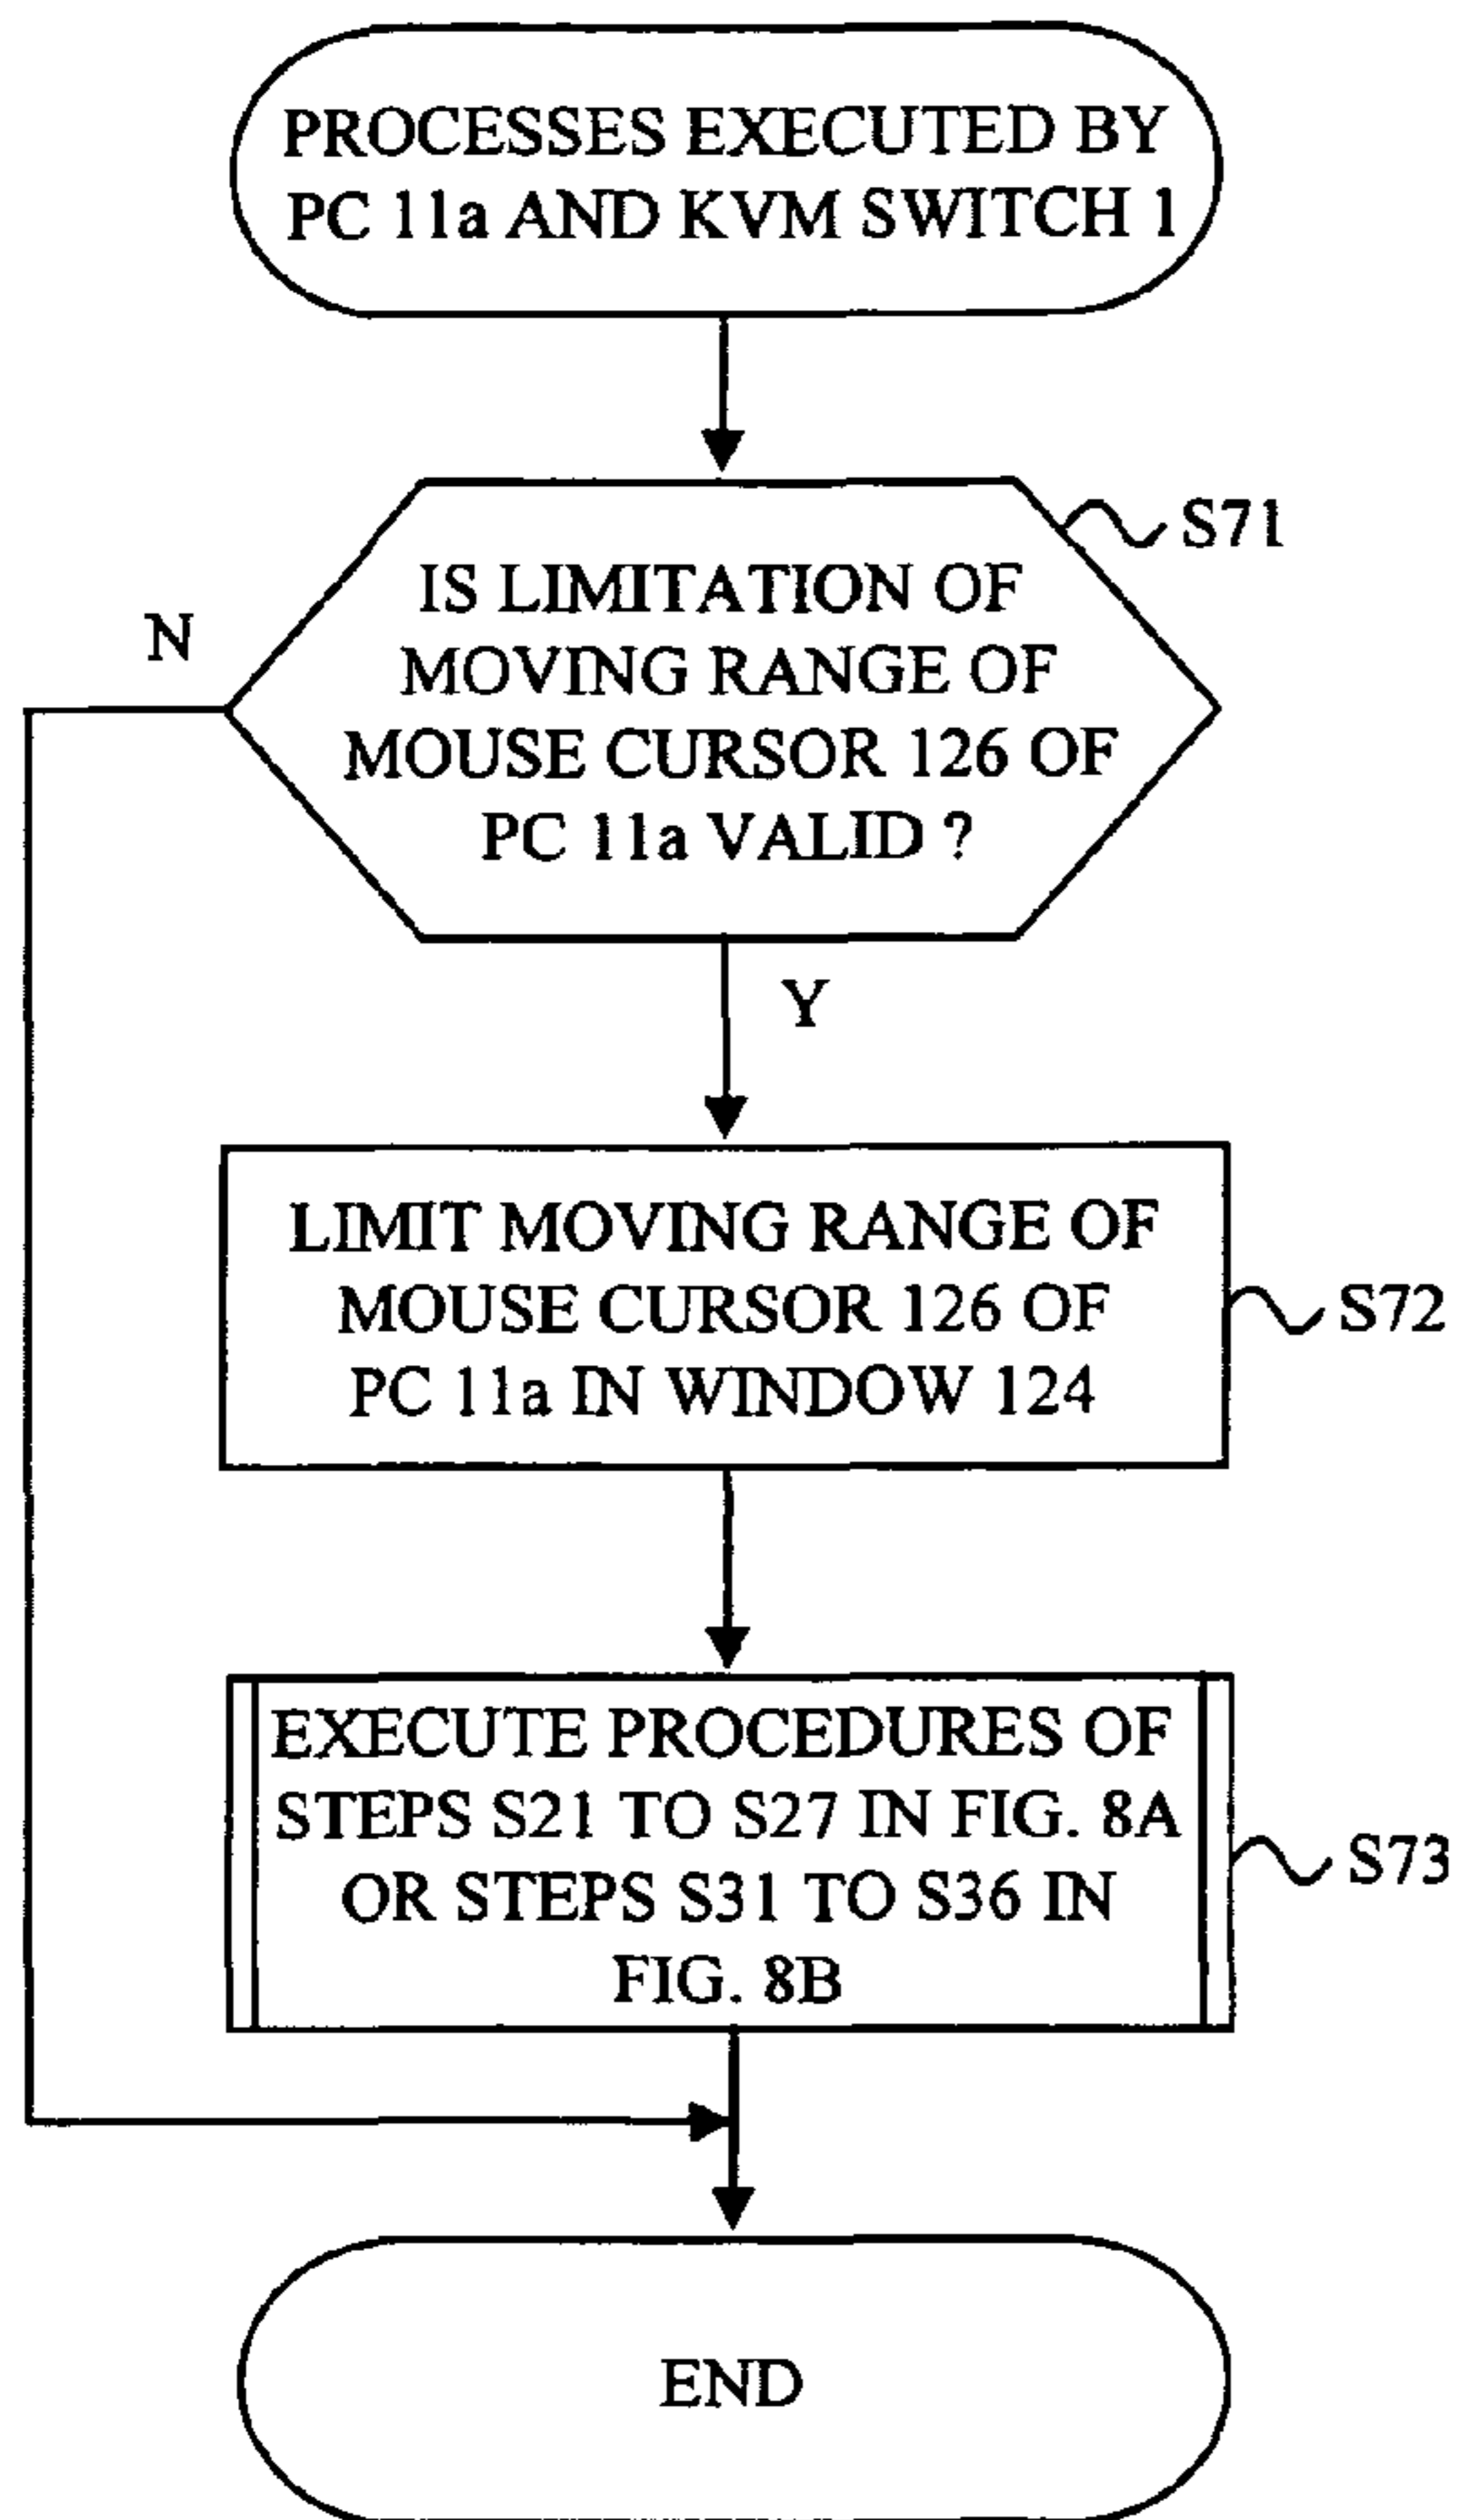 PROCESSES EXECUTED BY
PC 11a AND KVM SWITCH 1
S71
IS LIMITATION OF
MOVING RANGE OF
MOUSE CURSOR 126 OF
PC 11a VALID ?
N
Y
LIMIT MOVING RANGE OF
MOUSE CURSOR 126 OF
PC 11a IN WINDOW 124
S72
EXECUTE PROCEDURES OF
STEPS S21 TO S27 IN FIG. 8A
OR STEPS S31 TO S36 IN
FIG. 8B
S73
END